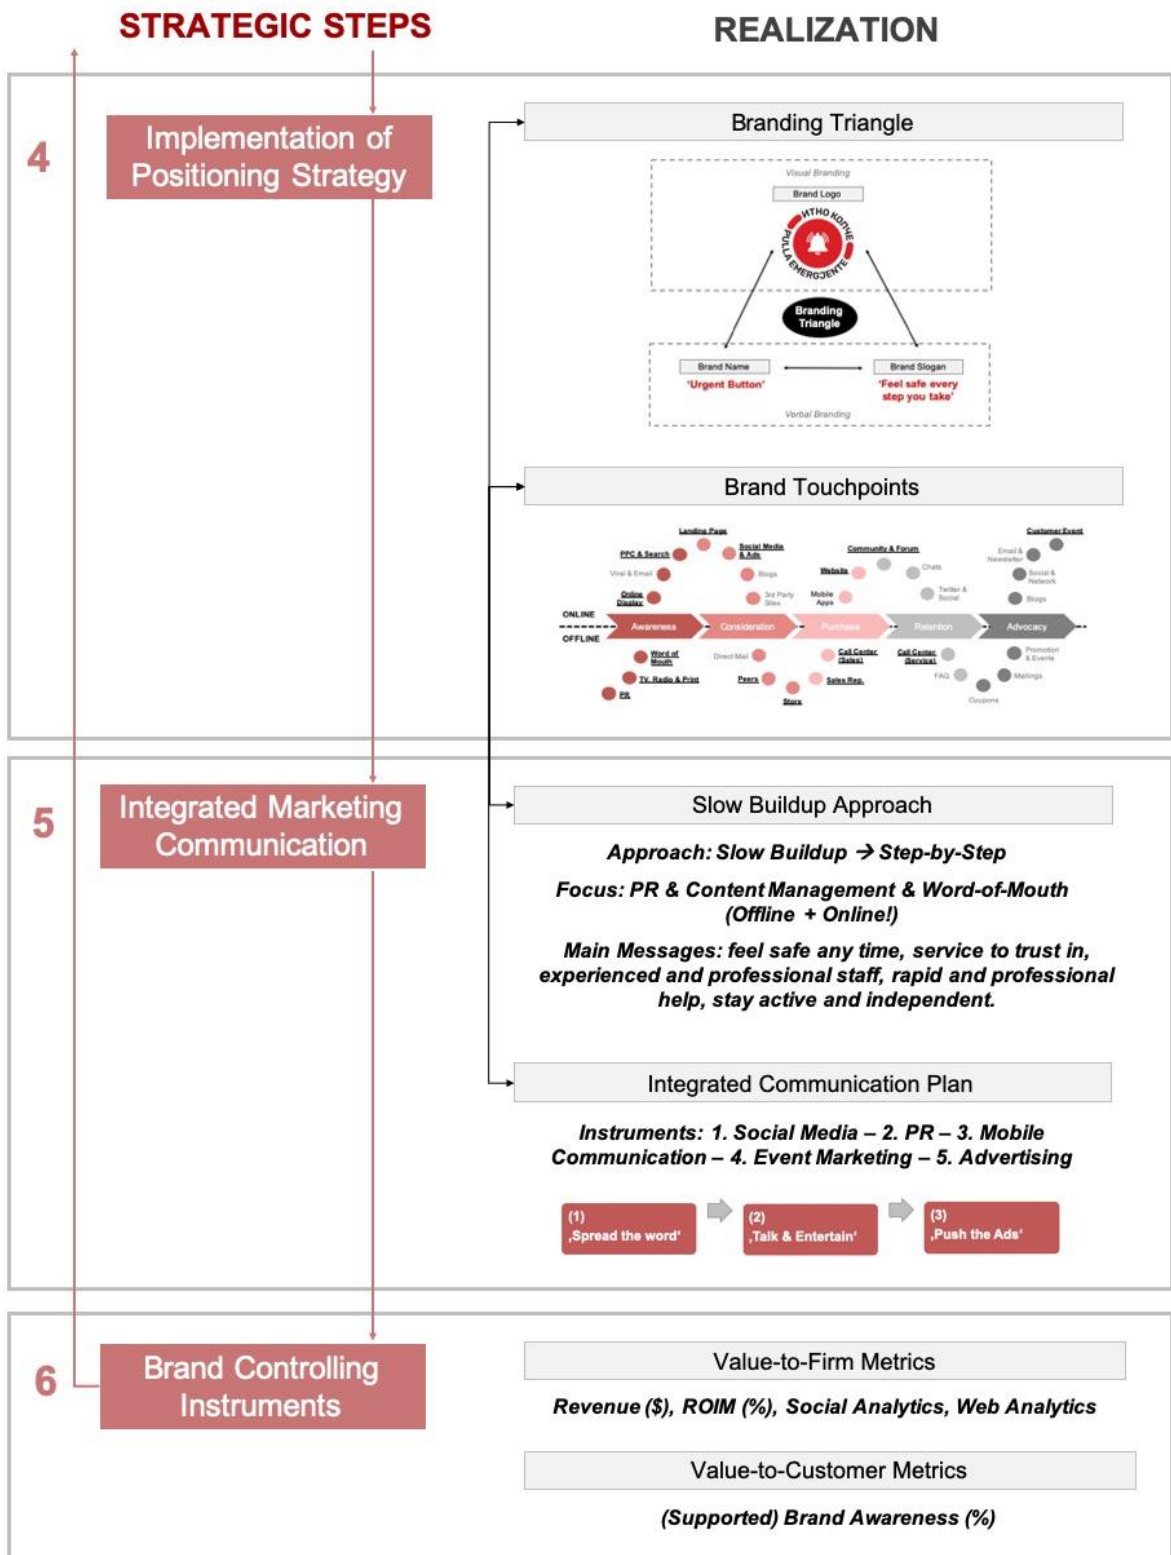 STRATEGIC STEPS
REALIZATION
4
Implementation of
Positioning Strategy
Branding Triangle
Visual Branding
Brand Logo
ИТНО КОПЧЕ
PULLA EMERGJENTE
Branding
Triangle
Brand Name
Brand Slogan
'Urgent Button'
'Feel safe every
step you take'
Verbal Branding
Brand Touchpoints
Landing Page
Customer Event
PPC & Search
Social Media
& Ads
Community & Forum
Email &
Newsletter
Viral & Email
Blogs
Website
Chats
Social &
Network
Online
Display
3rd Party
Sites
Mobile
Apps
Twitter &
Social
Blogs
ONLINE
Awareness
Consideration
Purchase
Retention
Advocacy
OFFLINE
Word of
Mouth
Direct Mail
Call Center
(Sales)
Call Center
(Service)
Promotion
& Events
TV, Radio & Print
Peers
Sales Rep.
FAQ
Mailings
PR
Store
Coupons
5
Integrated Marketing
Communication
Slow Buildup Approach
Approach: Slow Buildup → Step-by-Step
Focus: PR & Content Management & Word-of-Mouth
(Offline + Online!)
Main Messages: feel safe any time, service to trust in,
experienced and professional staff, rapid and professional
help, stay active and independent.
Integrated Communication Plan
Instruments: 1. Social Media – 2. PR – 3. Mobile
Communication – 4. Event Marketing – 5. Advertising
(1)
‚Spread the word‘
(2)
‚Talk & Entertain‘
(3)
‚Push the Ads‘
6
Brand Controlling
Instruments
Value-to-Firm Metrics
Revenue ($), ROIM (%), Social Analytics, Web Analytics
Value-to-Customer Metrics
(Supported) Brand Awareness (%)